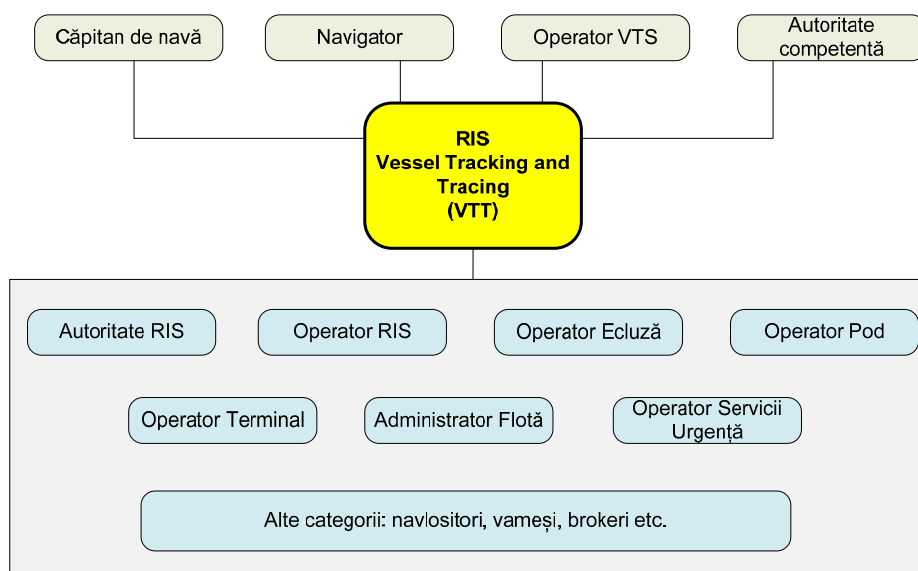 Căpitan de navă
Navigator
Operator VTS
Autoritate
competentă
RIS
Vessel Tracking and
Tracing
(VTT)
Autoritate RIS
Operator RIS
Operator Ecluză
Operator Pod
Operator Terminal
Administrator Flotă
Operator Servicii
Urgență
Alte categorii: navlositori, vameși, brokeri etc.